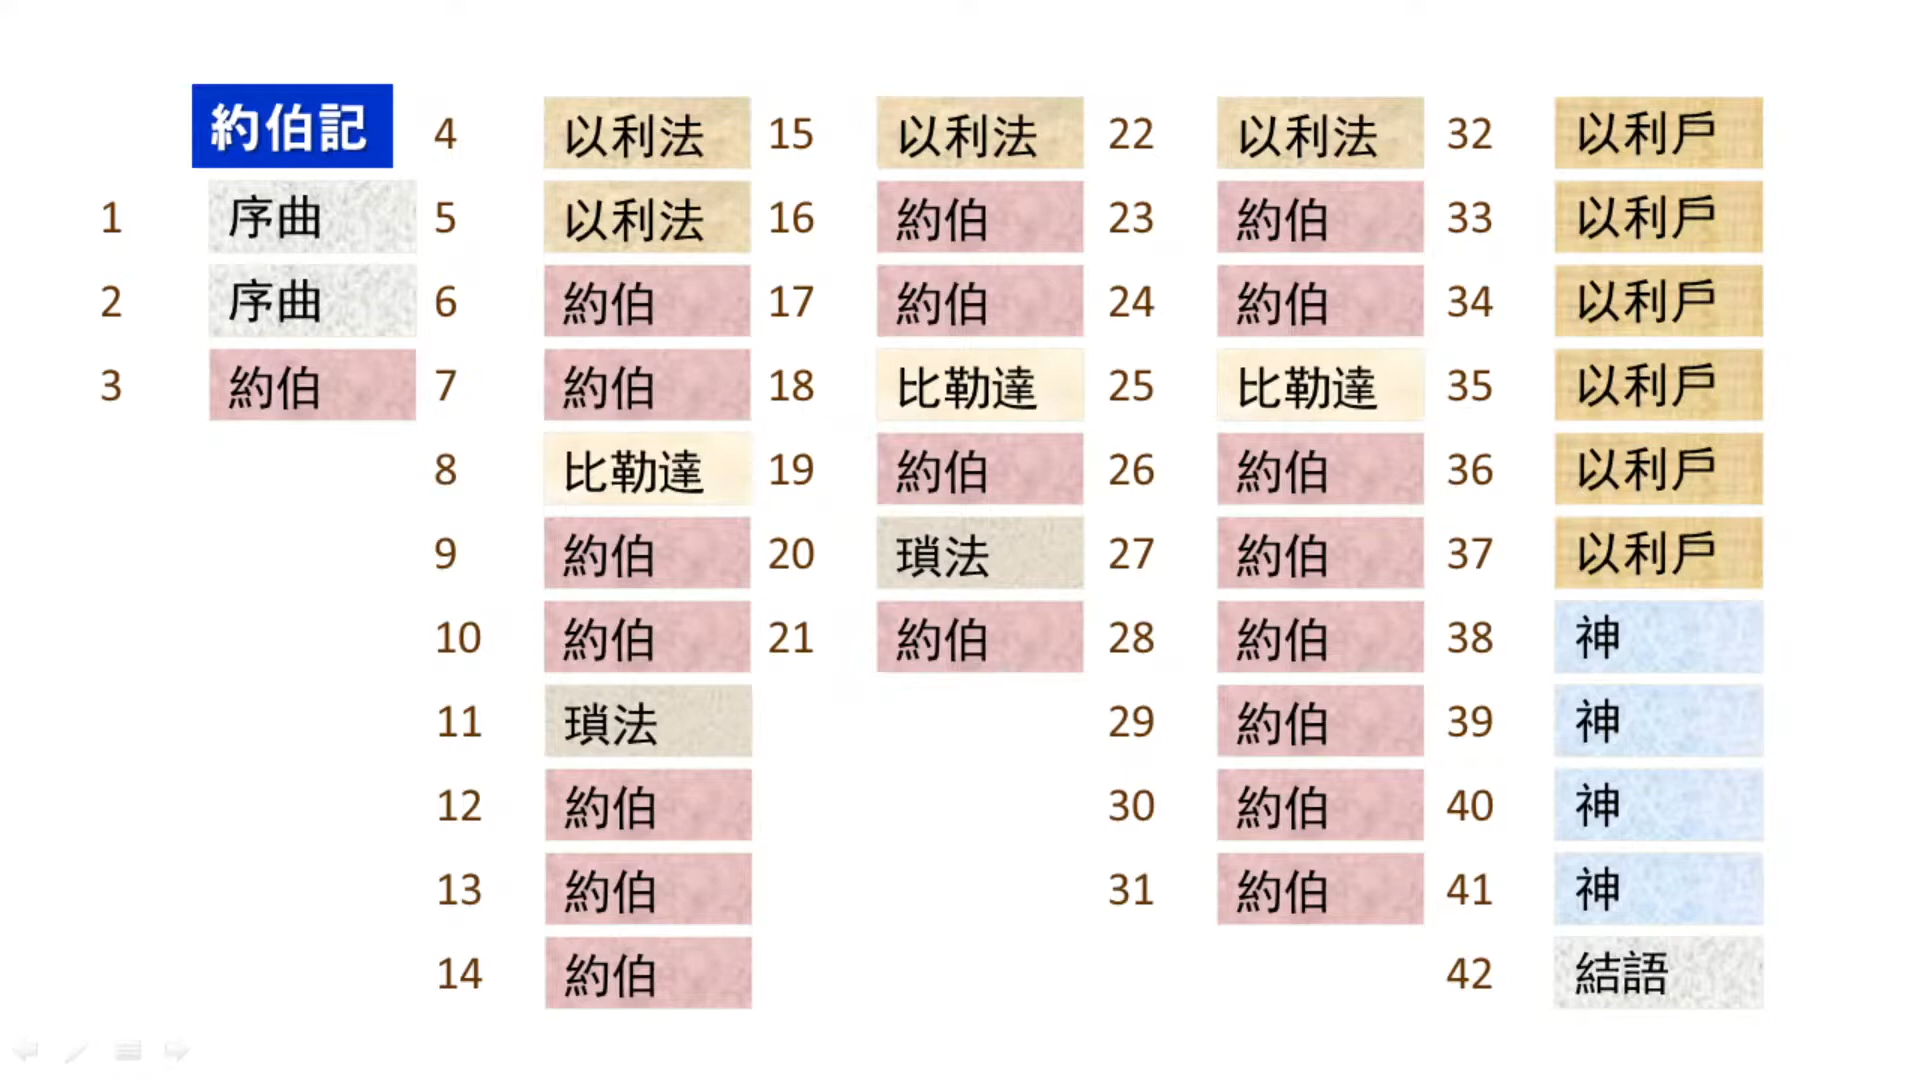 約伯記
1 序曲
2 序曲
3 約伯
4 以利法
5 以利法
6 約伯
7 約伯
8 比勒達
9 約伯
10 約伯
11 瑣法
12 約伯
13 約伯
14 約伯
15 以利法
16 約伯
17 約伯
18 比勒達
19 約伯
20 瑣法
21 約伯
22 以利法
23 約伯
24 約伯
25 比勒達
26 約伯
27 約伯
28 約伯
29 約伯
30 約伯
31 約伯
32 以利戶
33 以利戶
34 以利戶
35 以利戶
36 以利戶
37 以利戶
38 神
39 神
40 神
41 神
42 結語